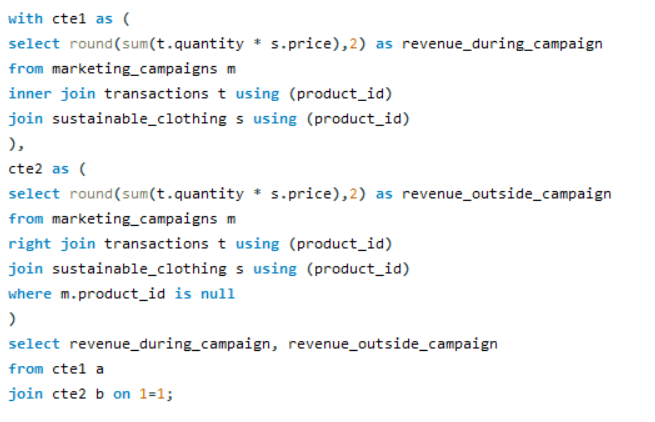 with cte1 as (
select round(sum(t.quantity * s.price),2) as revenue_during_campaign
from marketing_campaigns m
inner join transactions t using (product_id)
join sustainable_clothing s using (product_id)
),
cte2 as (
select round(sum(t.quantity * s.price),2) as revenue_outside_campaign
from marketing_campaigns m
right join transactions t using (product_id)
join sustainable_clothing s using (product_id)
where m.product_id is null
)
select revenue_during_campaign, revenue_outside_campaign
from cte1 a
join cte2 b on 1=1;